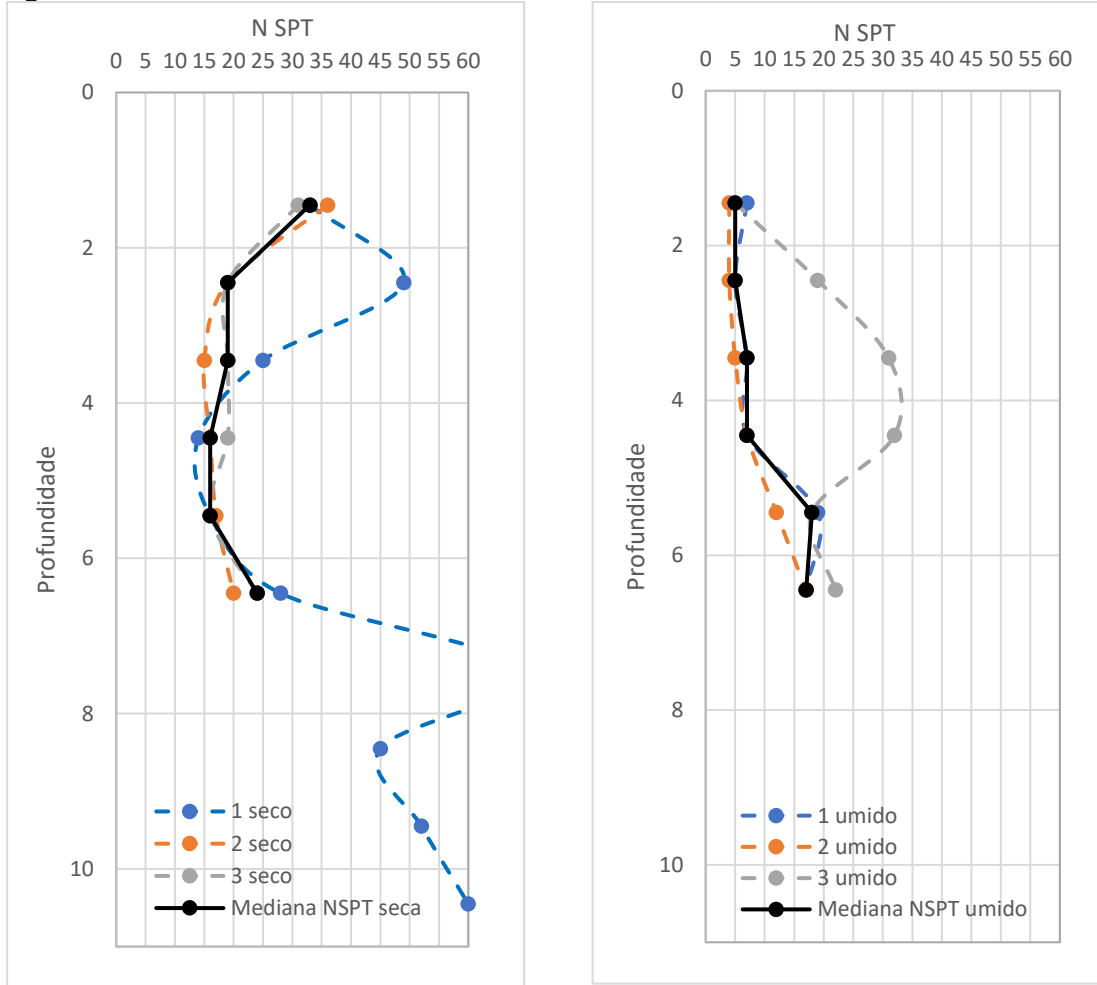 N SPT
0 5 10 15 20 25 30 35 40 45 50 55 60
0
2
4
6
8
10
Profundidade
1 seco
2 seco
3 seco
Mediana NSPT seca
N SPT
0 5 10 15 20 25 30 35 40 45 50 55 60
0
2
4
6
8
10
Profundidade
1 umido
2 umido
3 umido
Mediana NSPT umido